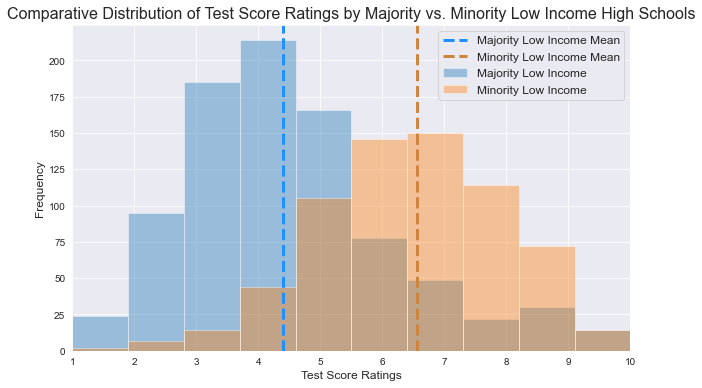 Comparative Distribution of Test Score Ratings by Majority vs. Minority Low Income High Schools
Majority Low Income Mean
Minority Low Income Mean
Majority Low Income
Minority Low Income
Frequency
200
175
150
125
100
75
50
25
0
1 2 3 4 5 6 7 8 9 10
Test Score Ratings